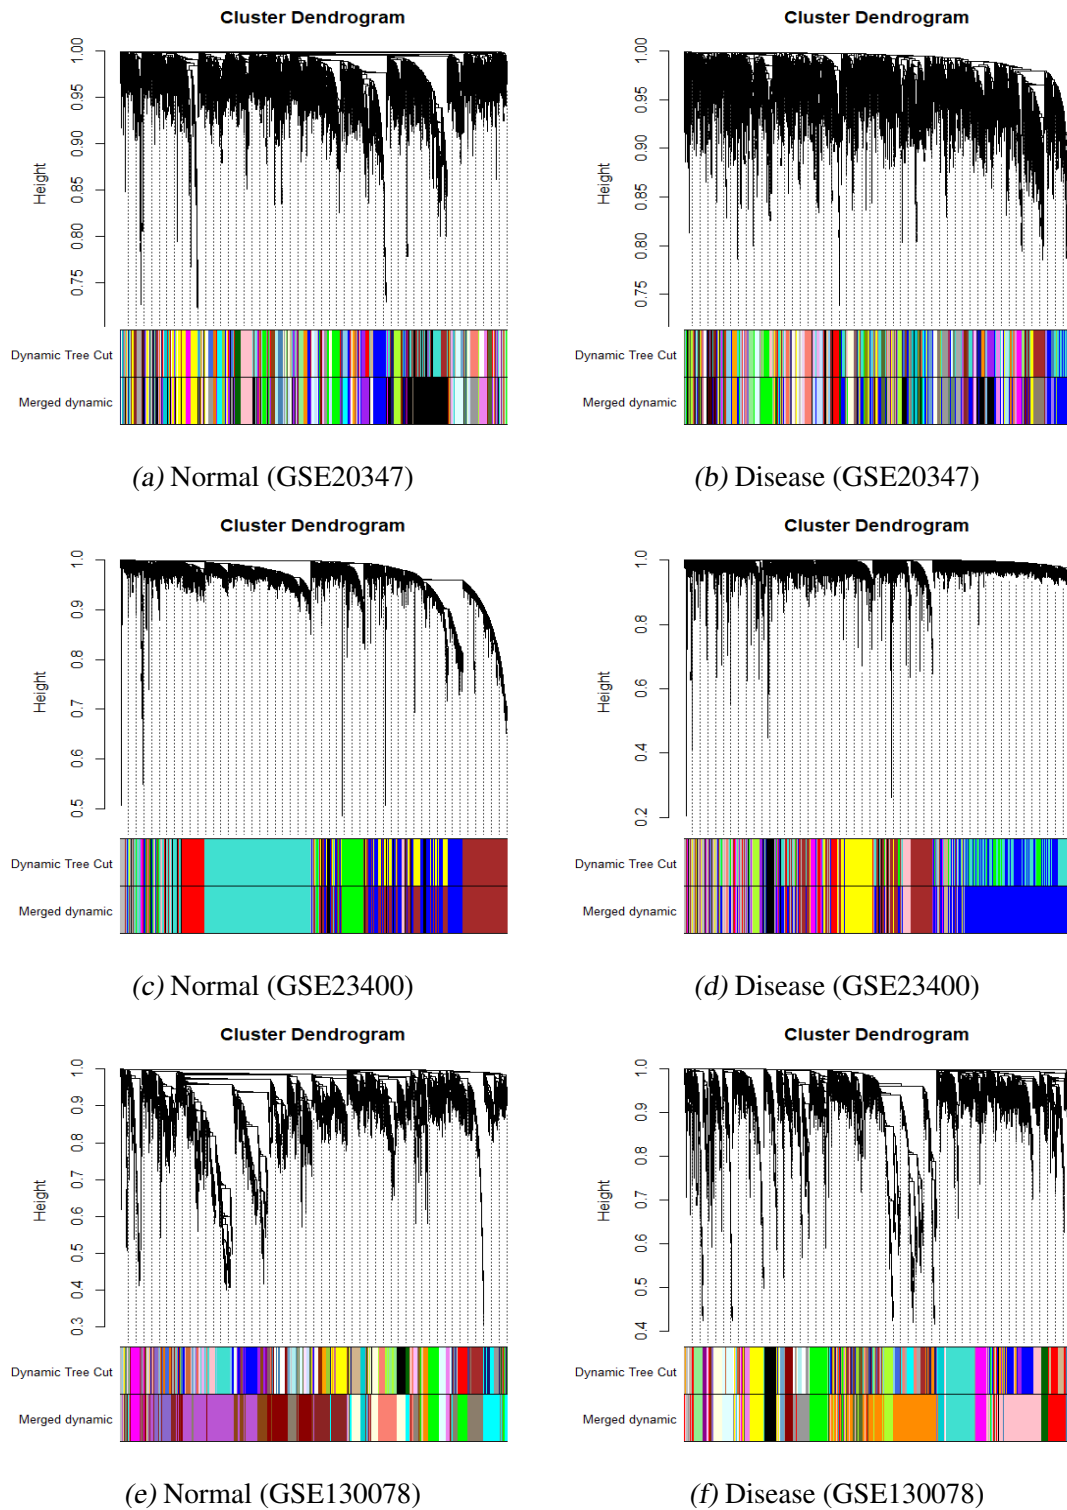 Cluster Dendrogram
Height
1.00
0.95
0.90
0.85
0.80
0.75
Dynamic Tree Cut
Merged dynamic
(a) Normal (GSE20347)
Cluster Dendrogram
Height
1.00
0.95
0.90
0.85
0.80
0.75
Dynamic Tree Cut
Merged dynamic
(b) Disease (GSE20347)
Cluster Dendrogram
Height
1.0
0.9
0.8
0.7
0.6
0.5
Dynamic Tree Cut
Merged dynamic
(c) Normal (GSE23400)
Cluster Dendrogram
Height
1.0
0.8
0.6
0.4
0.2
Dynamic Tree Cut
Merged dynamic
(d) Disease (GSE23400)
Cluster Dendrogram
Height
1.0
0.9
0.8
0.7
0.6
0.5
0.4
0.3
Dynamic Tree Cut
Merged dynamic
(e) Normal (GSE130078)
Cluster Dendrogram
Height
1.0
0.9
0.8
0.7
0.6
0.5
0.4
Dynamic Tree Cut
Merged dynamic
(f) Disease (GSE130078)